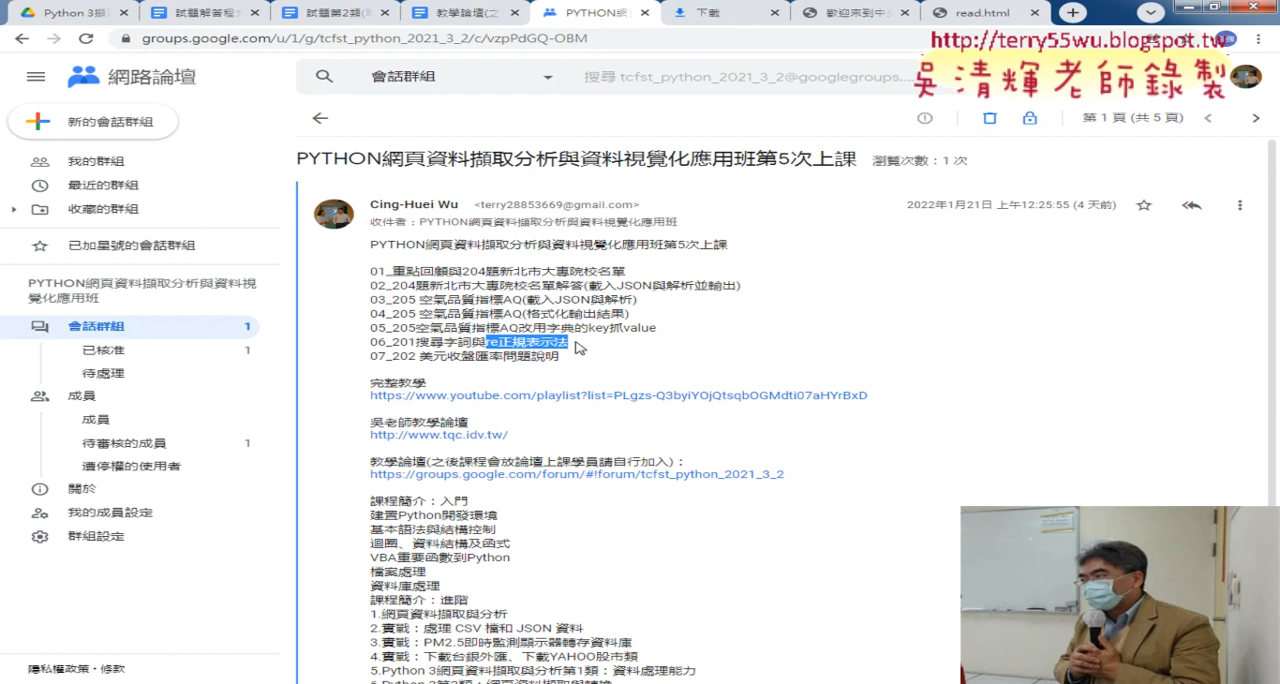 Python 3擷
試題解答程
試題第2類(
教學論壇(之
PYTHON網
下載
歡迎來到中
read.html
groups.google.com/u/1/g/tcfst_python_2021_3_2/c/vzpPdGQ-OBM
http://terry55wu.blogspot.tw
吳清輝老師錄製
網路論壇
會話群組
搜尋 tcfst_python_2021_3_2@googlegroups....
新的會話群組
第 1 頁 (共 5 頁)
我的群組
最近的群組
收藏的群組
已加星號的會話群組
PYTHON網頁資料擷取分析與資料視
覺化應用班
會話群組 1
已核准 1
待處理
成員
成員
待審核的成員 1
遭停權的使用者
關於
我的成員設定
群組設定
隱私權政策・條款
PYTHON網頁資料擷取分析與資料視覺化應用班第5次上課 瀏覽次數：1 次
Cing-Huei Wu <terry28853669@gmail.com>
2022年1月21日 上午12:25:55 (4 天前)
收件者：PYTHON網頁資料擷取分析與資料視覺化應用班
PYTHON網頁資料擷取分析與資料視覺化應用班第5次上課
01_重點回顧與204題新北市大專院校名單
02_204題新北市大專院校名單解答(載入JSON與解析並輸出)
03_205 空氣品質指標AQ(載入JSON與解析)
04_205 空氣品質指標AQ(格式化輸出結果)
05_205空氣品質指標AQ改用字典的key抓value
06_201搜尋字詞與re正規表示法
07_202 美元收盤匯率問題說明
完整教學
https://www.youtube.com/playlist?list=PLgzs-Q3byiYOjQtsqbOGMdti07aHYrBxD
吳老師教學論壇
http://www.tqc.idv.tw/
教學論壇(之後課程會放論壇上課學員請自行加入)：
https://groups.google.com/forum/#!forum/tcfst_python_2021_3_2
課程簡介：入門
建置Python開發環境
基本語法與結構控制
迴圈、資料結構及函式
VBA重要函數到Python
檔案處理
資料庫處理
課程簡介：進階
1.網頁資料擷取與分析
2.實戰：處理 CSV 檔和 JSON 資料
3.實戰：PM2.5即時監測顯示器轉存資料庫
4.實戰：下載台銀外匯、下載YAHOO股市類
5.Python 3網頁資料擷取與分析第1類：資料處理能力